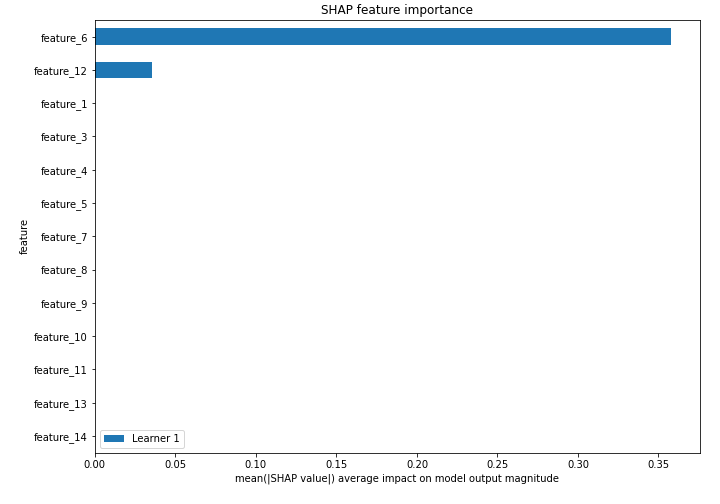 SHAP feature importance
feature_6
feature_12
feature_1
feature_3
feature_4
feature_5
feature_7
feature_8
feature_9
feature_10
feature_11
feature_13
feature_14
feature
Learner 1
0.00 0.05 0.10 0.15 0.20 0.25 0.30 0.35
mean(|SHAP value|) average impact on model output magnitude